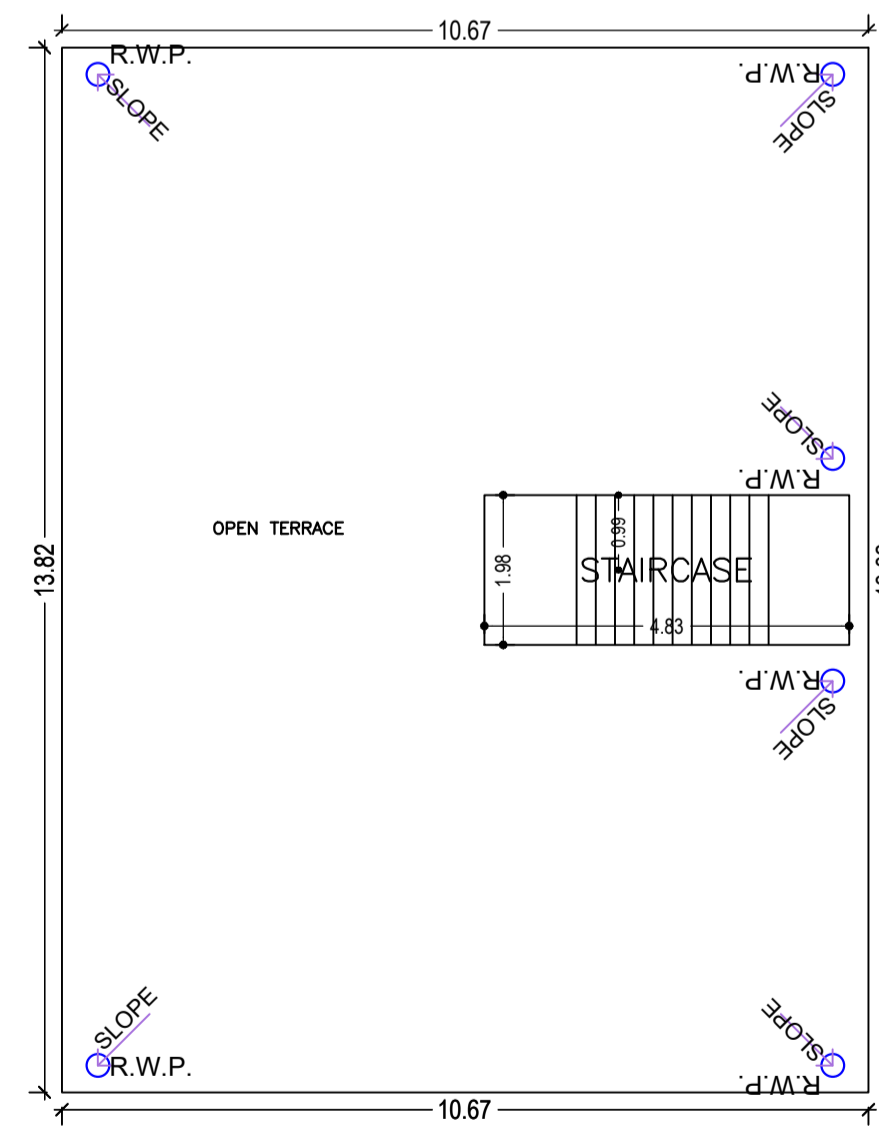 10.67
R.W.P.
SLOPE
R.W.P.
SLOPE
SLOPE
R.W.P.
OPEN TERRACE
13.82
1.98
0.99
STAIRCASE
4.83
R.W.P.
SLOPE
SLOPE
R.W.P.
SLOPE
R.W.P.
10.67